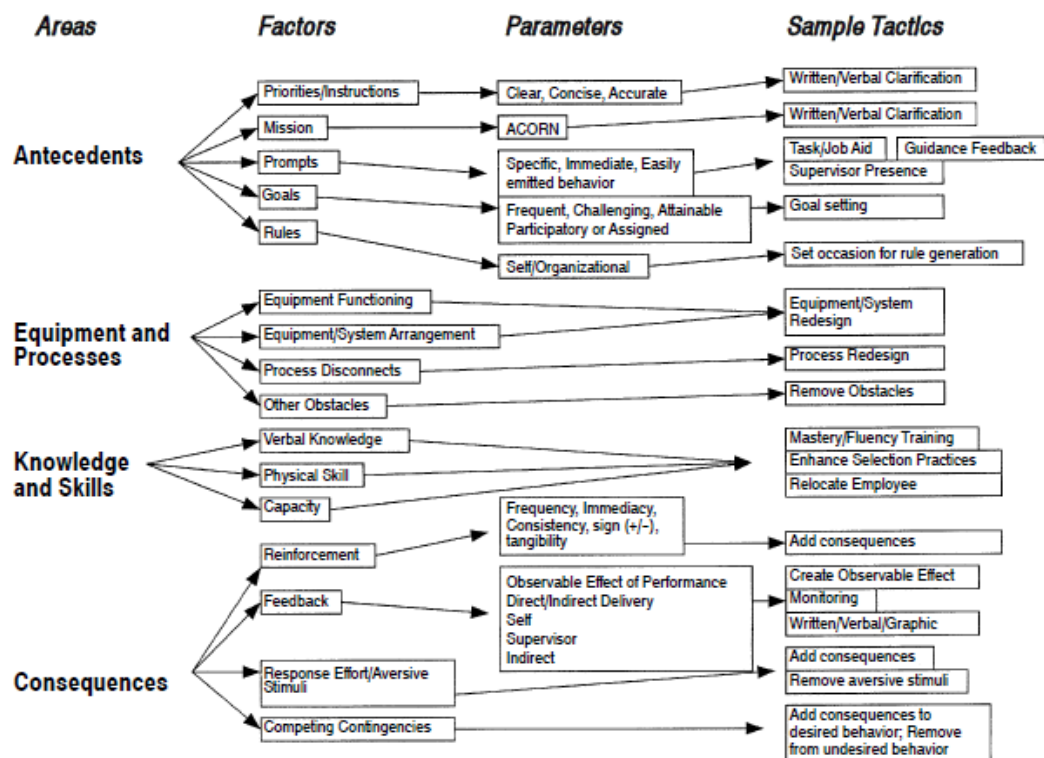 Areas Factors Parameters Sample Tactics
Antecedents
Priorities/Instructions
Clear, Concise, Accurate
Written/Verbal Clarification
Mission
ACORN
Written/Verbal Clarification
Prompts
Specific, Immediate, Easily
emitted behavior
Task/Job Aid
Guidance Feedback
Supervisor Presence
Goals
Frequent, Challenging, Attainable
Participatory or Assigned
Goal setting
Rules
Self/Organizational
Set occasion for rule generation
Equipment and
Processes
Equipment Functioning
Equipment/System Arrangement
Equipment/System
Redesign
Process Disconnects
Process Redesign
Other Obstacles
Remove Obstacles
Knowledge
and Skills
Verbal Knowledge
Physical Skill
Capacity
Mastery/Fluency Training
Enhance Selection Practices
Relocate Employee
Consequences
Reinforcement
Frequency, Immediacy,
Consistency, sign (+/–),
tangibility
Add consequences
Feedback
Observable Effect of Performance
Direct/Indirect Delivery
Self
Supervisor
Indirect
Create Observable Effect
Monitoring
Written/Verbal/Graphic
Response Effort/Aversive
Stimuli
Add consequences
Remove aversive stimuli
Competing Contingencies
Add consequences to
desired behavior; Remove
from undesired behavior